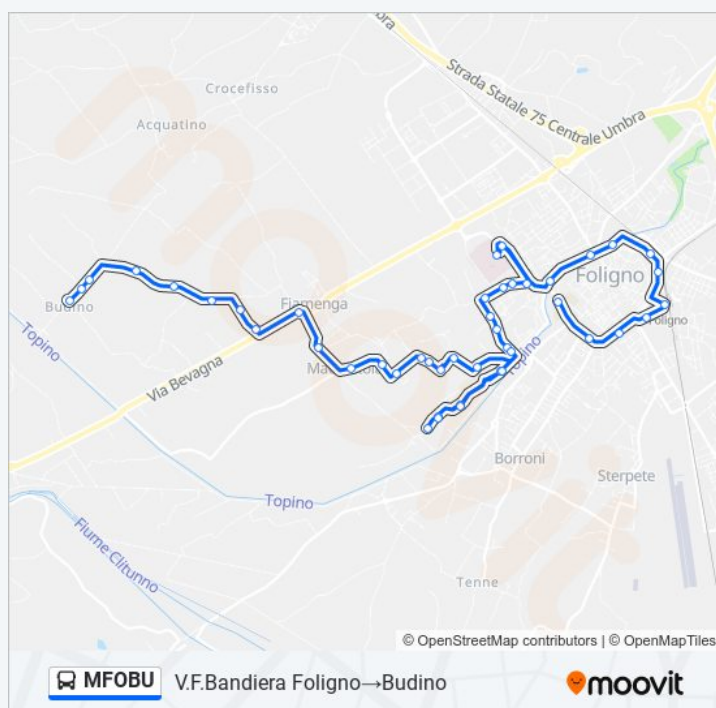 Crocefisso
Acquatino
Umbra
Strada Statale 75 Centrale Umbra
Foligno
Foligno
Fiamenga
Budino
Topino
Via Bevagna
Topino
Borroni
Sterpete
Topino
Fiume Clitunno
Tenne
© OpenStreetMap contributors | © OpenMapTiles
MFOBU
V.F.Bandiera Foligno→Budino
moovit